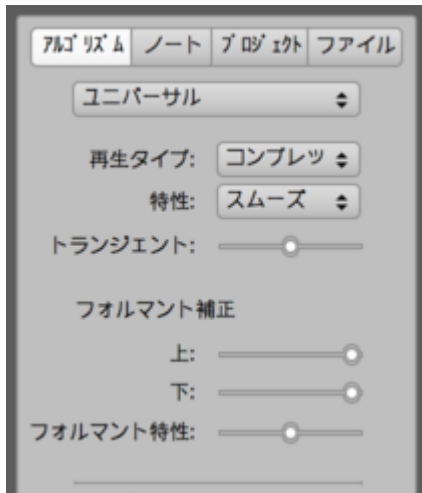 ｱﾙｺﾞﾘｽﾞﾑ ノート ﾌﾟﾛｼﾞｪｸﾄ ファイル
ユニバーサル
再生タイプ: コンプレッ
特性: スムーズ
トランジェント:
フォルマント補正
上:
下:
フォルマント特性: